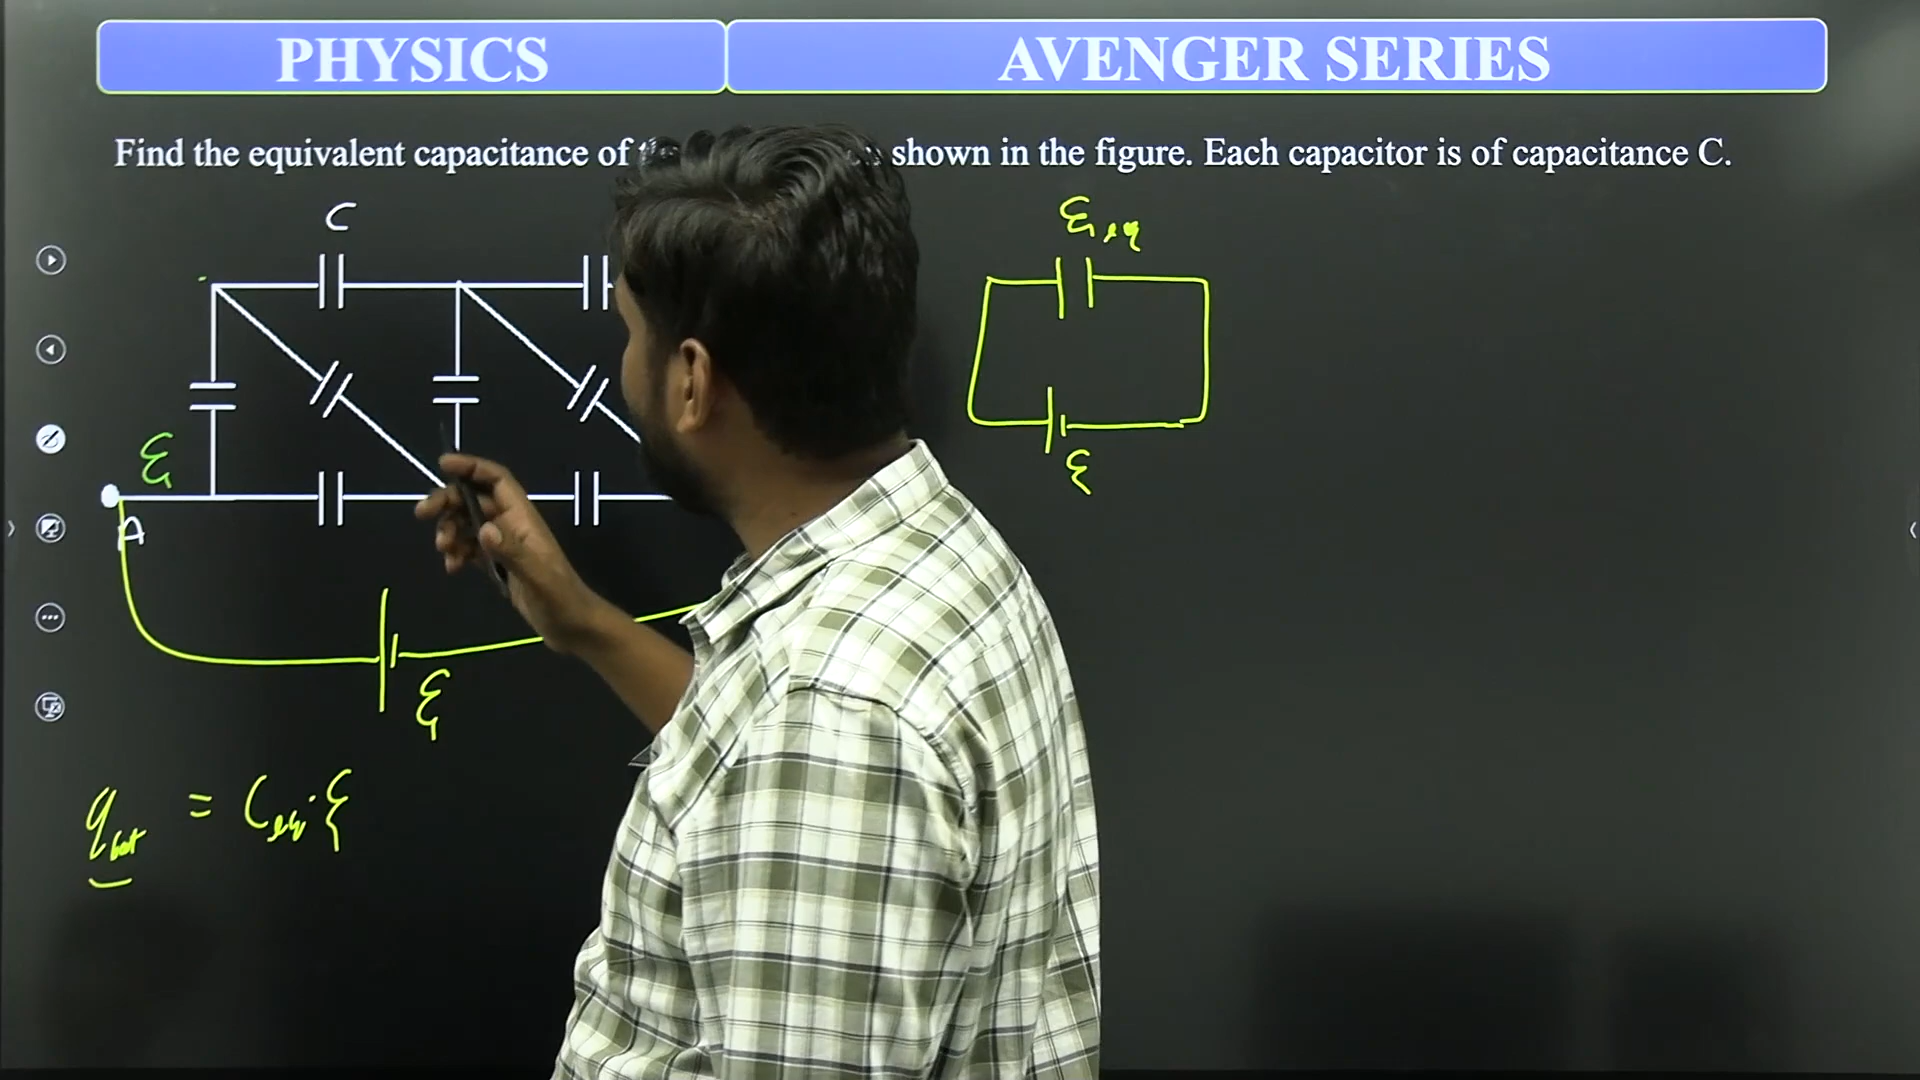 PHYSICS
AVENGER SERIES
Find the equivalent capacitance of shown in the figure. Each capacitor is of capacitance C.
C
ℰeq
ℰ
A
ℰ
ℰ
qbat = Ceq·ℰ